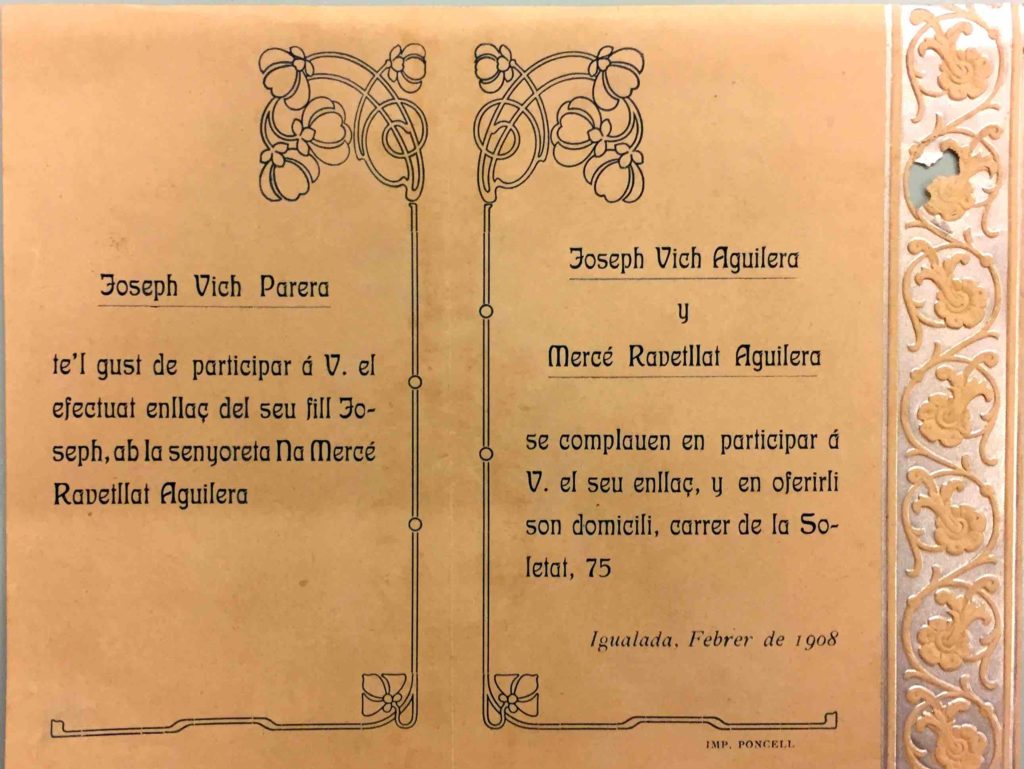 Joseph Vich Parera
te'l gust de participar á V. el
efectuat enllaç del seu fill Jo-
seph, ab la senyoreta Na Mercé
Ravetllat Aguilera
Joseph Vich Aguilera
y
Mercé Ravetllat Aguilera
se complauen en participar á
V. el seu enllaç, y en oferirli
son domicili, carrer de la So-
letat, 75
Igualada, Febrer de 1908
IMP. PONCELL